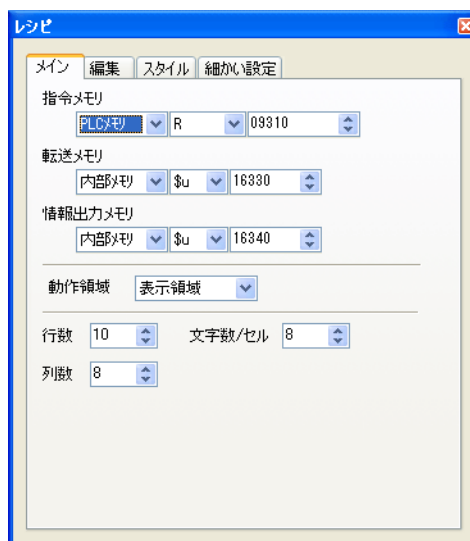 レシピ
メイン 編集 スタイル 細かい設定
指令メモリ
PLCメモリ R 09310
転送メモリ
内部メモリ $u 16330
情報出力メモリ
内部メモリ $u 16340
動作領域 表示領域
行数 10 文字数/セル 8
列数 8